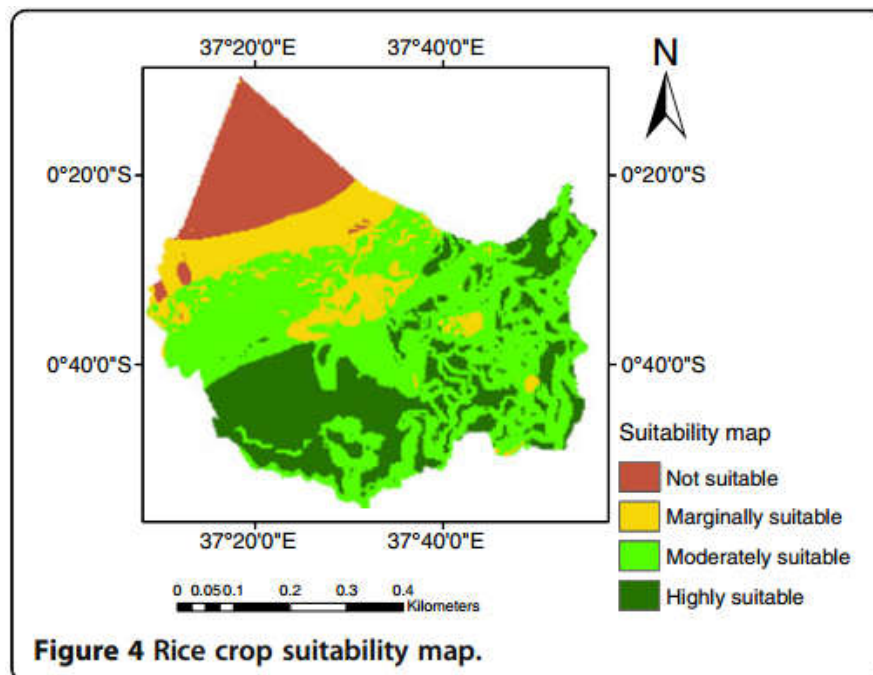 37°20'0"E 37°40'0"E
N
0°20'0"S 0°20'0"S
0°40'0"S 0°40'0"S
Suitability map
Not suitable
Marginally suitable
Moderately suitable
Highly suitable
37°20'0"E 37°40'0"E
0 0.05 0.1 0.2 0.3 0.4
Kilometers
Figure 4 Rice crop suitability map.